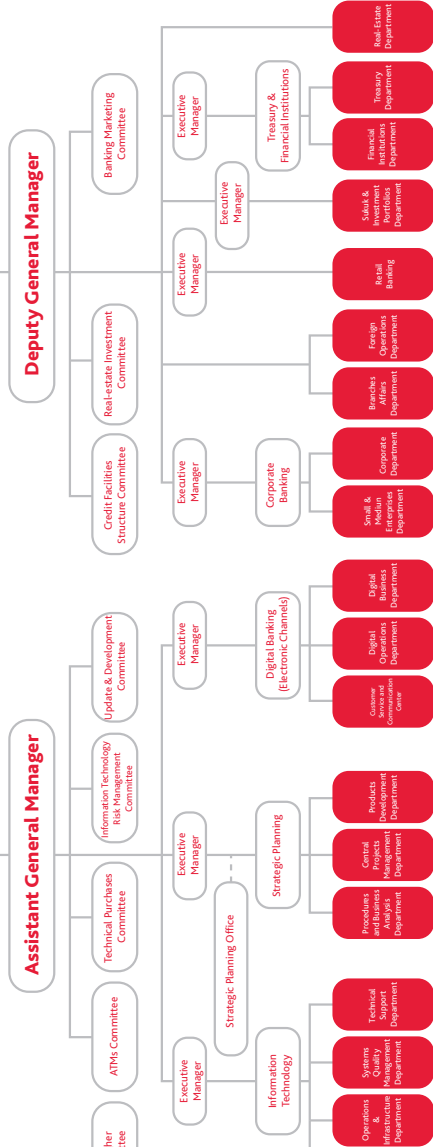 Assistant General Manager
Deputy General Manager
ATMs Committee
Technical Purchases
Committee
Information Technology
Risk Management
Committee
Update & Development
Committee
Credit Facilities
Structure Committee
Real-estate Investment
Committee
Banking Marketing
Committee
Executive
Manager
Executive
Manager
Executive
Manager
Executive
Manager
Executive
Manager
Executive
Manager
Strategic Planning Office
Executive
Manager
Information
Technology
Strategic Planning
Digital Banking
(Electronic Channels)
Corporate
Banking
Treasury &
Financial Institutions
Operations
&
Infrastructure
Department
Systems
Quality
Management
Department
Technical
Support
Department
Procedures
and Business
Analysis
Department
Central
Projects
Management
Department
Products
Development
Department
Customer
Service and
Communication
Center
Digital
Operations
Department
Digital
Business
Department
Small &
Mediun
Enterprises
Department
Corporate
Department
Branches
Affairs
Department
Foreign
Operations
Department
Retail
Banking
Sukuk &
Investment
Portfolios
Department
Financial
Institutions
Department
Treasury
Department
Real-Estate
Department